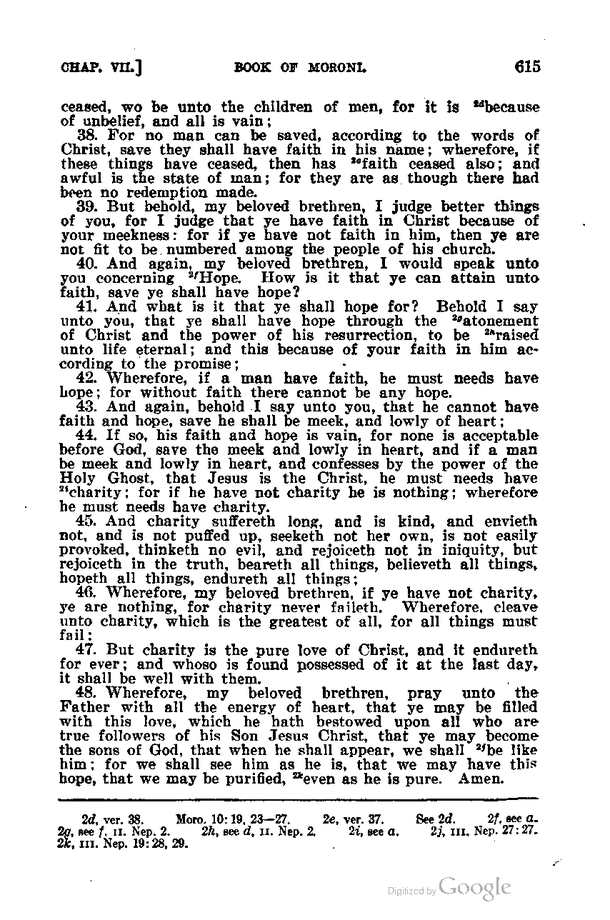 CHAP. VII.] BOOK OF MORONI. 615
ceased, wo be unto the children of men, for it is ²ᵈbecause
of unbelief, and all is vain;
38. For no man can be saved, according to the words of
Christ, save they shall have faith in his name; wherefore, if
these things have ceased, then has ²ᵉfaith ceased also; and
awful is the state of man; for they are as though there had
been no redemption made.
39. But behold, my beloved brethren, I judge better things
of you, for I judge that ye have faith in Christ because of
your meekness: for if ye have not faith in him, then ye are
not fit to be numbered among the people of his church.
40. And again, my beloved brethren, I would speak unto
you concerning ²ᶠHope. How is it that ye can attain unto
faith, save ye shall have hope?
41. And what is it that ye shall hope for? Behold I say
unto you, that ye shall have hope through the ²ᵍatonement
of Christ and the power of his resurrection, to be ²ʰraised
unto life eternal; and this because of your faith in him ac-
cording to the promise;
42. Wherefore, if a man have faith, he must needs have
hope; for without faith there cannot be any hope.
43. And again, behold I say unto you, that he cannot have
faith and hope, save he shall be meek, and lowly of heart;
44. If so, his faith and hope is vain, for none is acceptable
before God, save the meek and lowly in heart, and if a man
be meek and lowly in heart, and confesses by the power of the
Holy Ghost, that Jesus is the Christ, he must needs have
²ⁱcharity; for if he have not charity he is nothing; wherefore
he must needs have charity.
45. And charity suffereth long, and is kind, and envieth
not, and is not puffed up, seeketh not her own, is not easily
provoked, thinketh no evil, and rejoiceth not in iniquity, but
rejoiceth in the truth, beareth all things, believeth all things,
hopeth all things, endureth all things;
46. Wherefore, my beloved brethren, if ye have not charity,
ye are nothing, for charity never faileth. Wherefore, cleave
unto charity, which is the greatest of all, for all things must
fail:
47. But charity is the pure love of Christ, and it endureth
for ever; and whoso is found possessed of it at the last day,
it shall be well with them.
48. Wherefore, my beloved brethren, pray unto the
Father with all the energy of heart, that ye may be filled
with this love, which he hath bestowed upon all who are
true followers of his Son Jesus Christ, that ye may become
the sons of God, that when he shall appear, we shall ²ʲbe like
him; for we shall see him as he is, that we may have this
hope, that we may be purified, ²ᵏeven as he is pure. Amen.
2d, ver. 38. Moro. 10:19, 23—27. 2e, ver. 37. See 2d. 2f, see a.
2g, see f, II. Nep. 2. 2h, see d, II. Nep. 2. 2i, see a. 2j, III. Nep. 27:27.
2k, III. Nep. 19:28, 29.
Digitized by Google